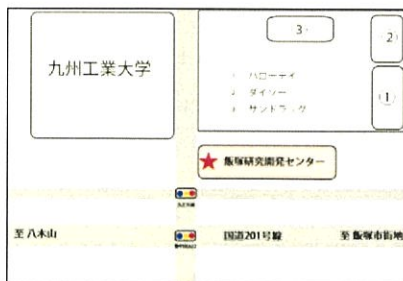 九州工業大学
3
2
1
1 ハローデイ
2 ダイソー
3 サンドラッグ
★ 飯塚研究開発センター
至 八木山
国道201号線
至 飯塚市街地